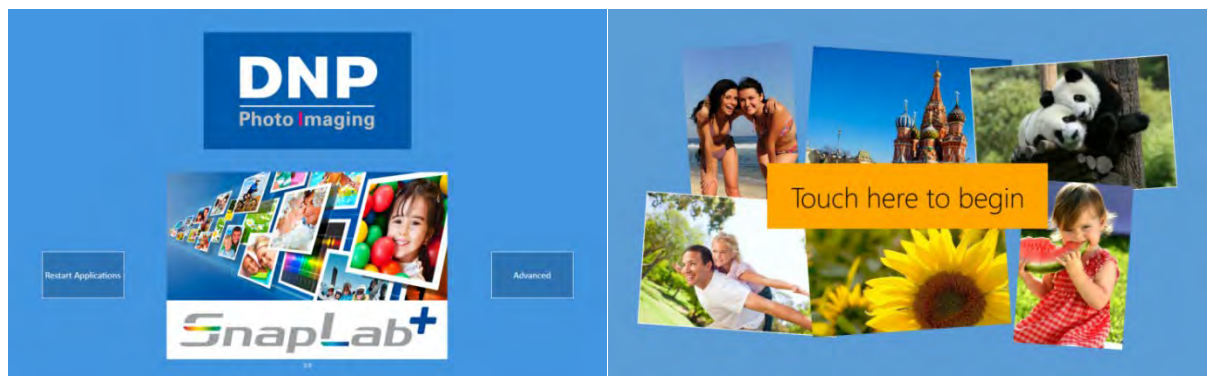 DNP
Photo Imaging
Restart Applications
Advanced
SnapLab+
Touch here to begin